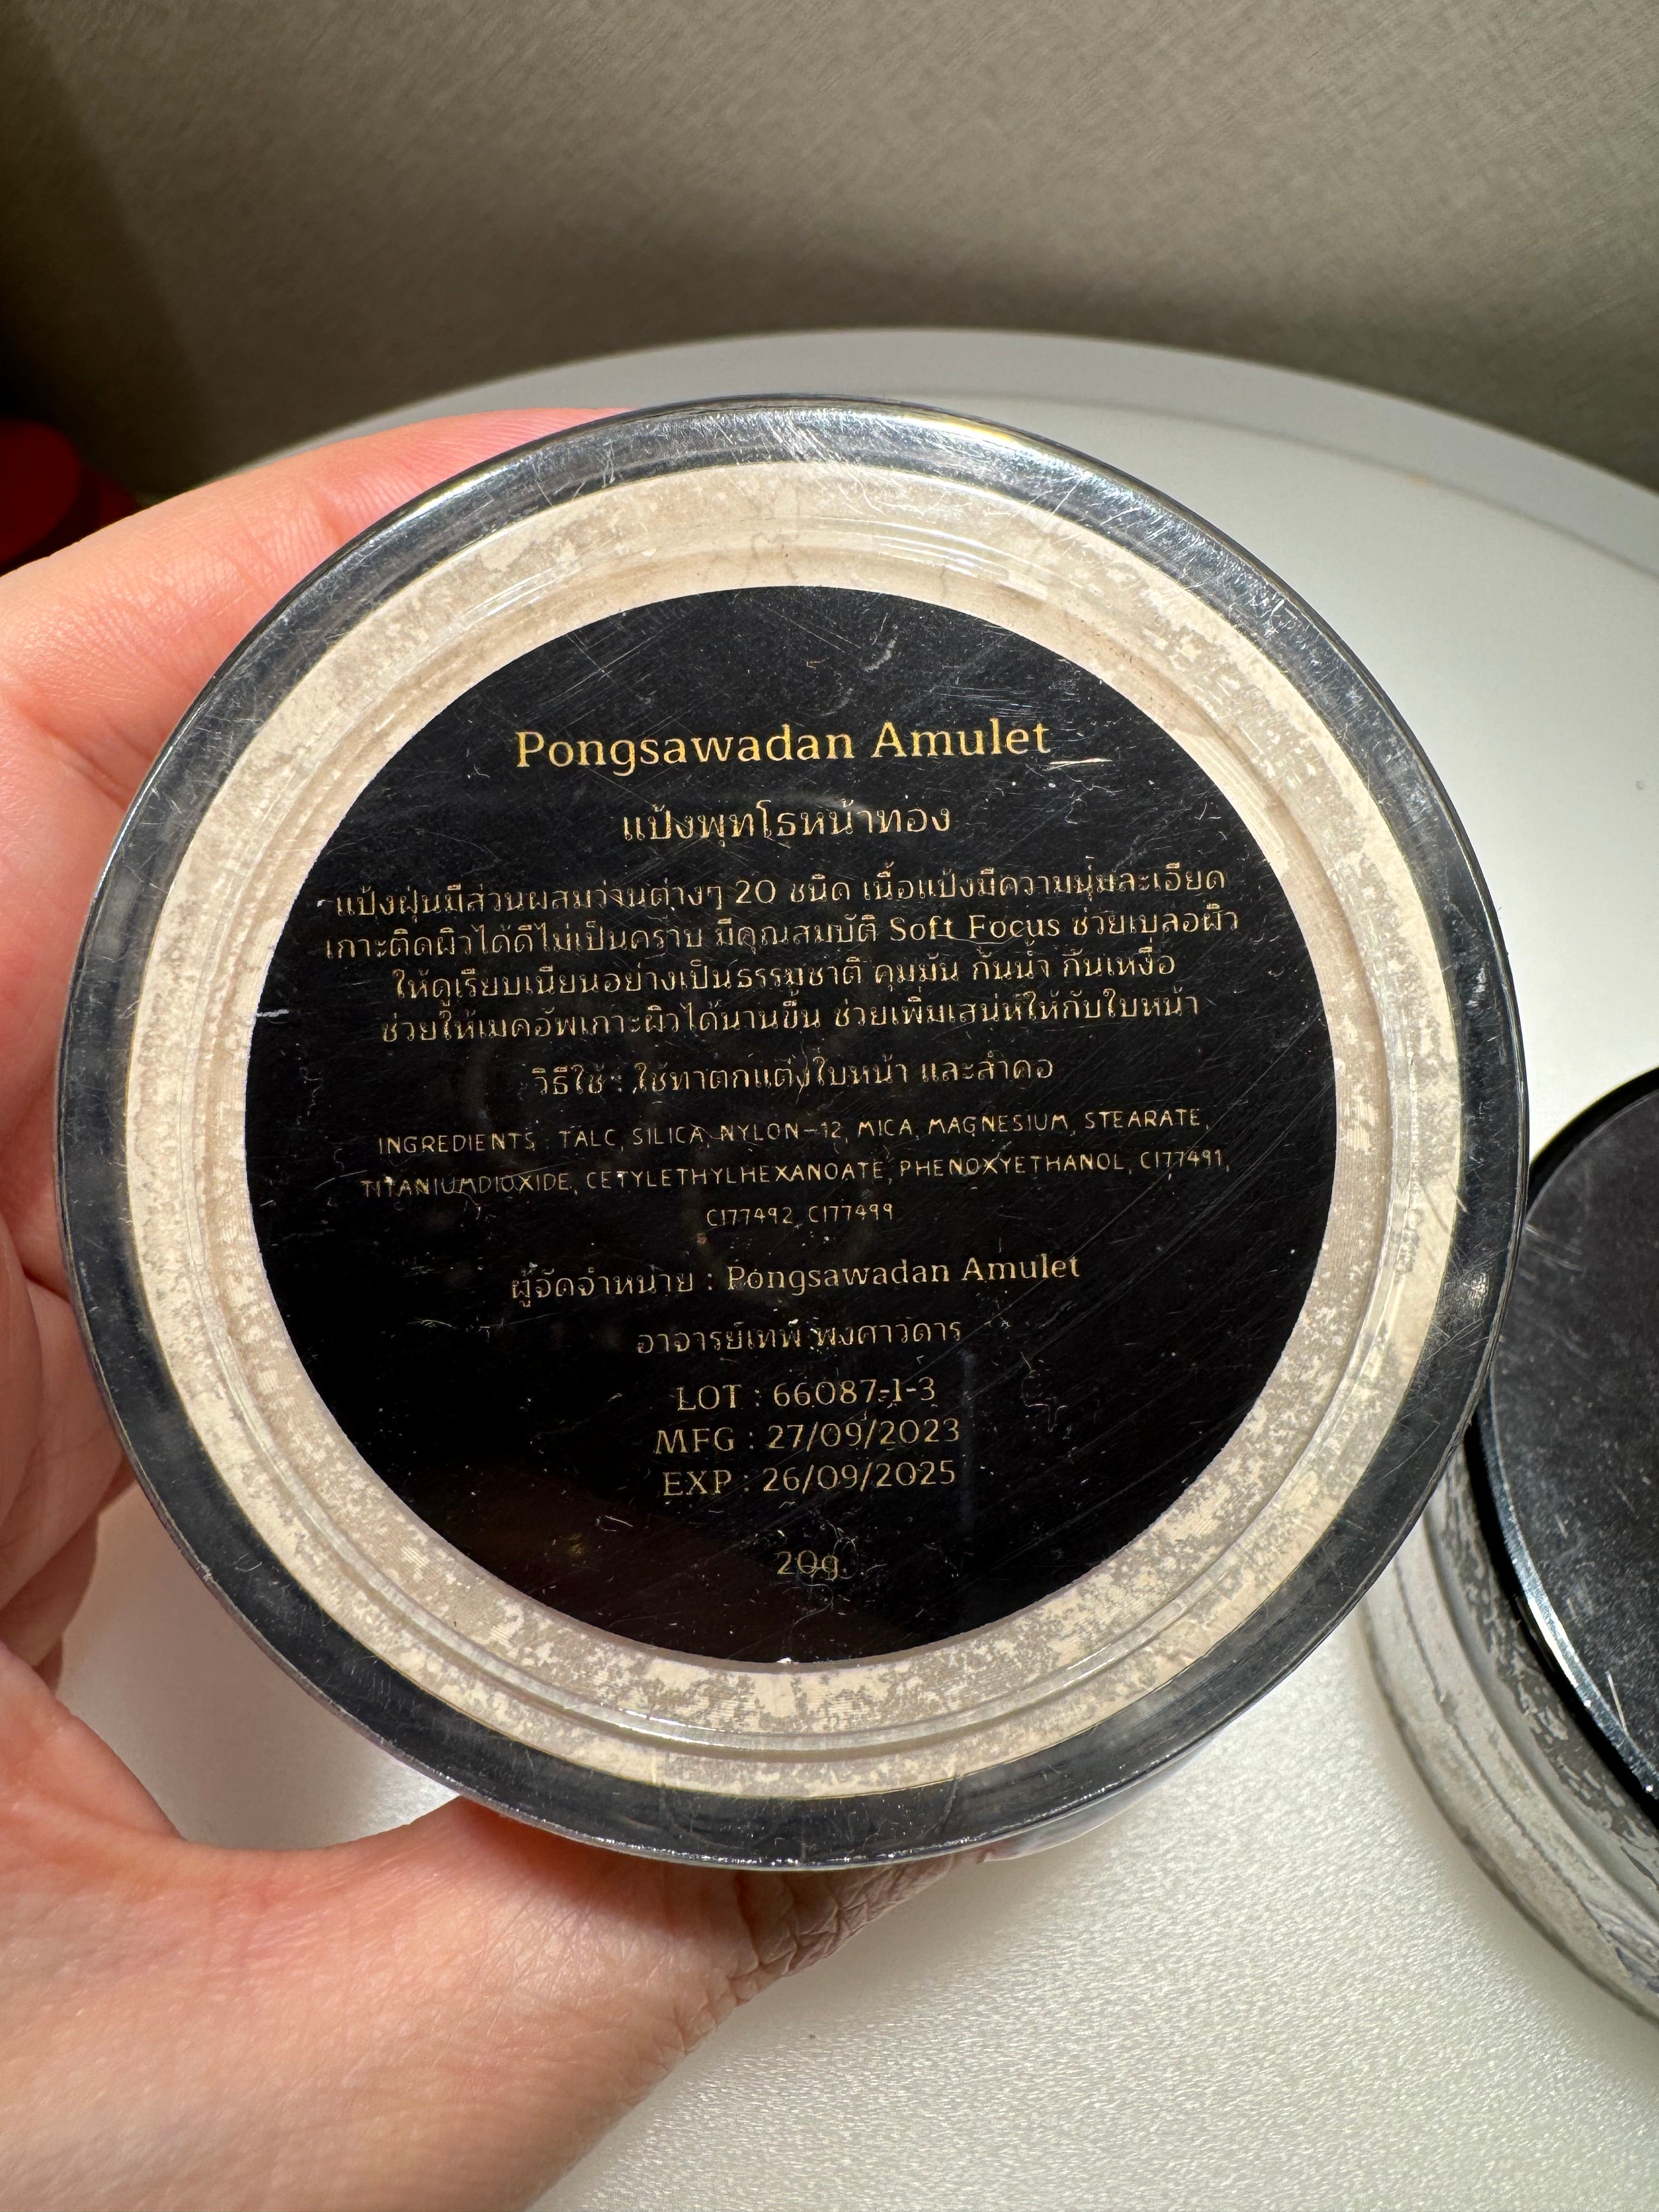 Pongsawadan Amulet
แป้งพุทโธหน้าทอง
แป้งฝุ่นมีส่วนผสมว่านต่างๆ 20 ชนิด เนื้อแป้งมีความนุ่มละเอียด
เกาะติดผิวได้ดีไม่เป็นคราบ มีคุณสมบัติ Soft Focus ช่วยเบลอผิว
ให้ดูเรียบเนียนอย่างเป็นธรรมชาติ คุมมัน กันน้ำ กันเหงื่อ
ช่วยให้เมคอัพเกาะผิวได้นานขึ้น ช่วยเพิ่มเสน่ห์ให้กับใบหน้า
วิธีใช้ : ใช้ทาตกแต่งใบหน้า และลำคอ
INGREDIENTS : TALC, SILICA, NYLON-12, MICA, MAGNESIUM, STEARATE,
TITANIUMDIOXIDE, CETYLETHYLHEXANOATE, PHENOXYETHANOL, CI77491,
CI77492, CI77499
ผู้จัดจำหน่าย : Pongsawadan Amulet
อาจารย์เทพ พงศาวดาร
LOT : 66087-1-3
MFG : 27/09/2023
EXP : 26/09/2025
20g.